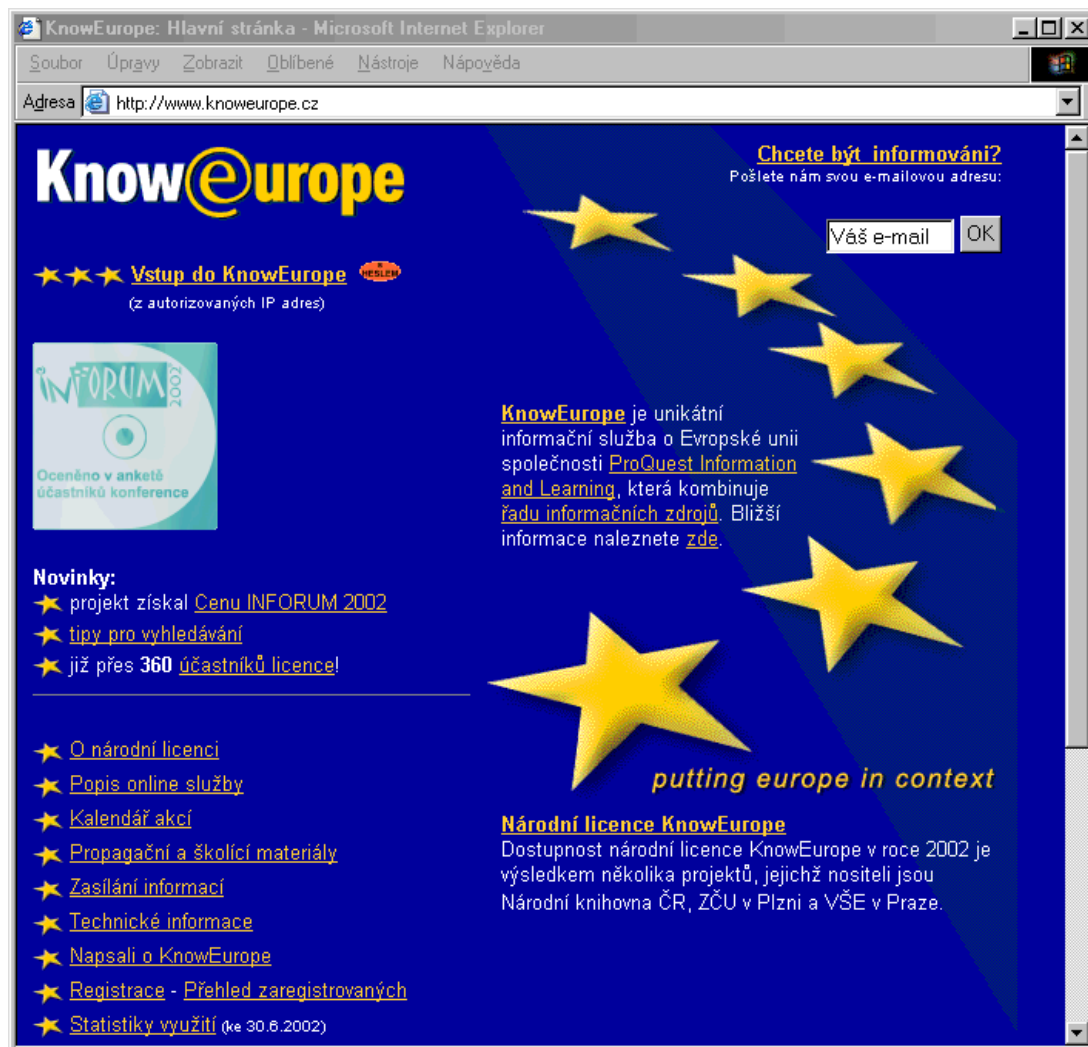 KnowEurope: Hlavní stránka - Microsoft Internet Explorer
Soubor Úpravy Zobrazit Oblíbené Nástroje Nápověda
Adresa http://www.knoweurope.cz
Know@urope
Chcete být informováni?
Pošlete nám svou e-mailovou adresu:
Váš e-mail OK
Vstup do KnowEurope
HESLEM
(z autorizovaných IP adres)
INFORUM 2002
Oceněno v anketě
účastníků konference
KnowEurope je unikátní
informační služba o Evropské unii
společnosti ProQuest Information
and Learning, která kombinuje
řadu informačních zdrojů. Bližší
informace naleznete zde.
Novinky:
projekt získal Cenu INFORUM 2002
tipy pro vyhledávání
již přes 360 účastníků licence!
O národní licenci
Popis online služby
Kalendář akcí
Propagační a školící materiály
Zasílání informací
Technické informace
Napsali o KnowEurope
Registrace - Přehled zaregistrovaných
Statistiky využití (ke 30.6.2002)
putting europe in context
Národní licence KnowEurope
Dostupnost národní licence KnowEurope v roce 2002 je
výsledkem několika projektů, jejichž nositeli jsou
Národní knihovna ČR, ZČU v Plzni a VŠE v Praze.